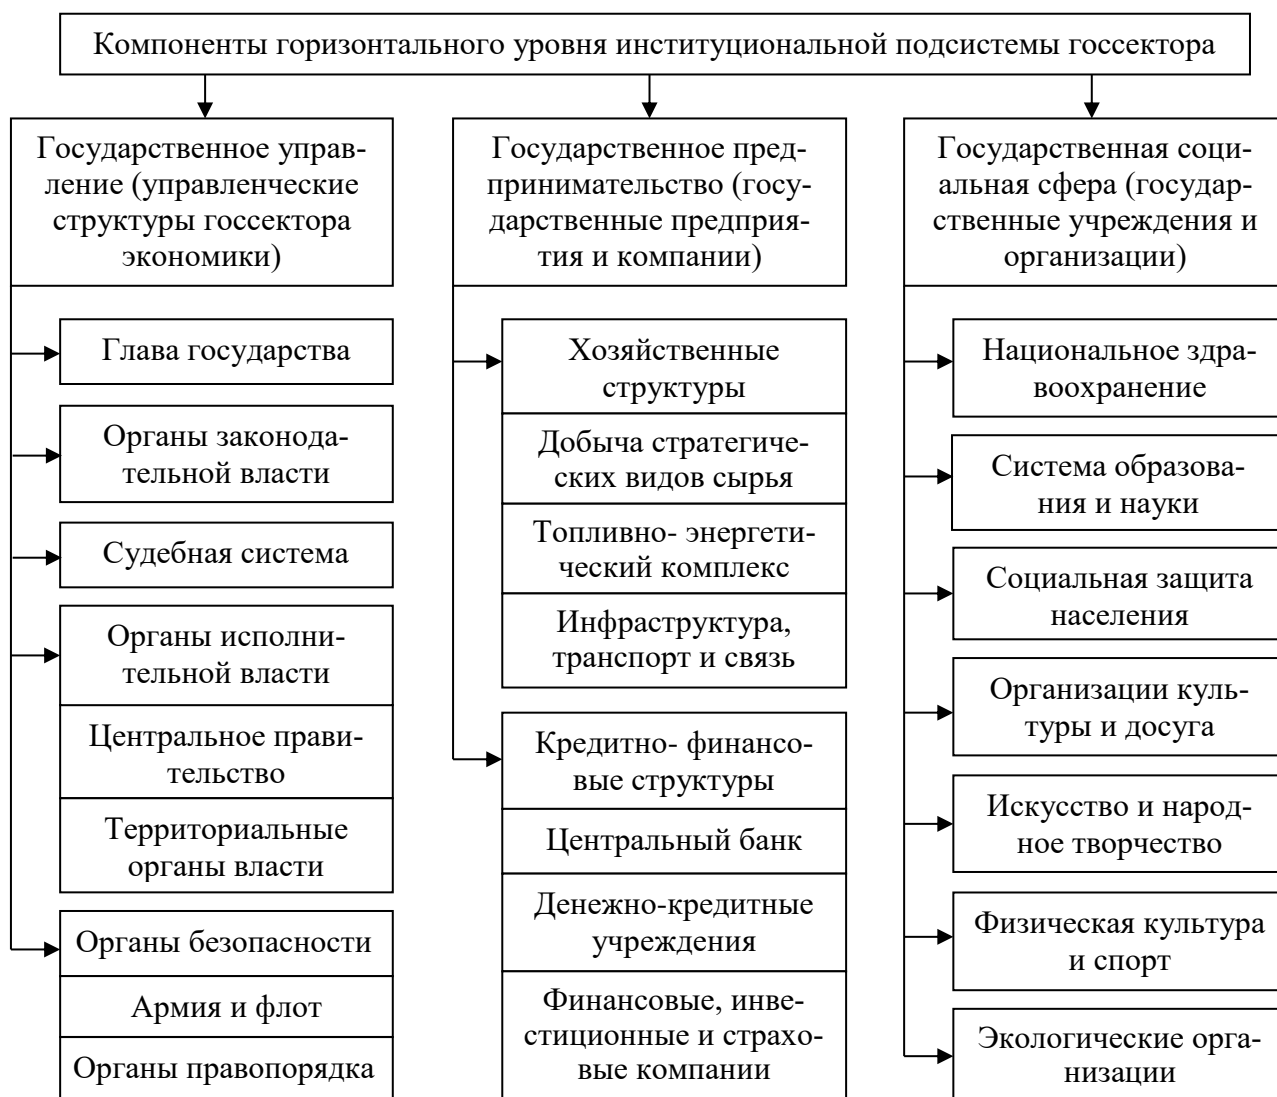 Компоненты горизонтального уровня институциональной подсистемы госсектора
Государственное управ-
ление (управленческие
структуры госсектора
экономики)
Глава государства
Органы законода-
тельной власти
Судебная система
Органы исполни-
тельной власти
Центральное прави-
тельство
Территориальные
органы власти
Органы безопасности
Армия и флот
Органы правопорядка
Государственное пред-
принимательство (госу-
дарственные предприя-
тия и компании)
Хозяйственные
структуры
Добыча стратегиче-
ских видов сырья
Топливно- энергети-
ческий комплекс
Инфраструктура,
транспорт и связь
Кредитно- финансо-
вые структуры
Центральный банк
Денежно-кредитные
учреждения
Финансовые, инве-
стиционные и страхо-
вые компании
Государственная соци-
альная сфера (государ-
ственные учреждения и
организации)
Национальное здра-
воохранение
Система образова-
ния и науки
Социальная защита
населения
Организации куль-
туры и досуга
Искусство и народ-
ное творчество
Физическая культура
и спорт
Экологические орга-
низации